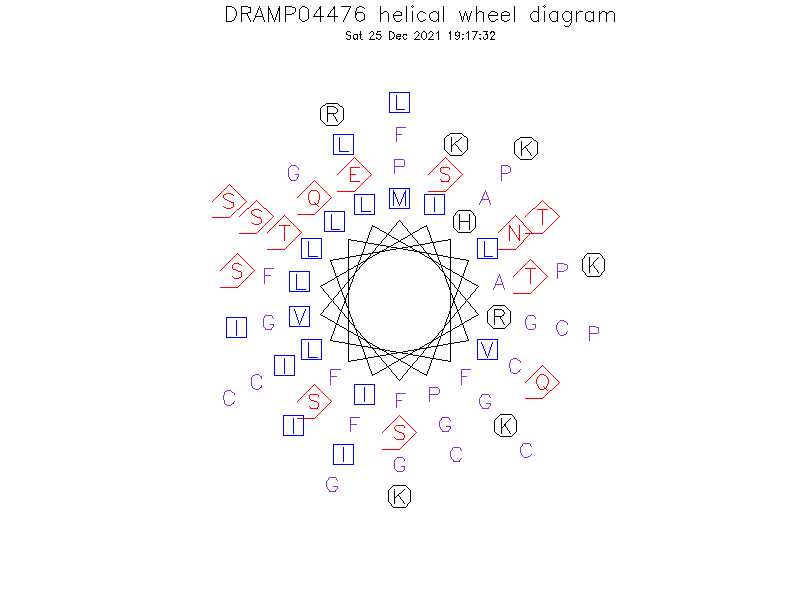 DRAMP04476 helical wheel diagram
Sat 25 Dec 2021 19:17:32
L
R
F
L K K
P
G E S P
S Q M A
L I
S T
L H
T N
L L
S F L A T P K
I G V R G C P
L V
I C
F F
C Q
C I P
S F G
I F G K
S
I C C
G
G
K